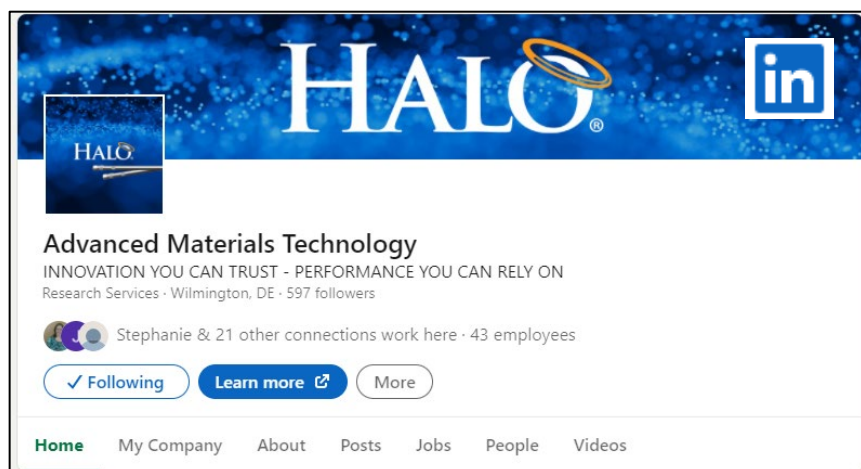 HALO®
in
HALO
Advanced Materials Technology
INNOVATION YOU CAN TRUST - PERFORMANCE YOU CAN RELY ON
Research Services · Wilmington, DE · 597 followers
J
Stephanie & 21 other connections work here · 43 employees
✓ Following
Learn more
More
Home My Company About Posts Jobs People Videos